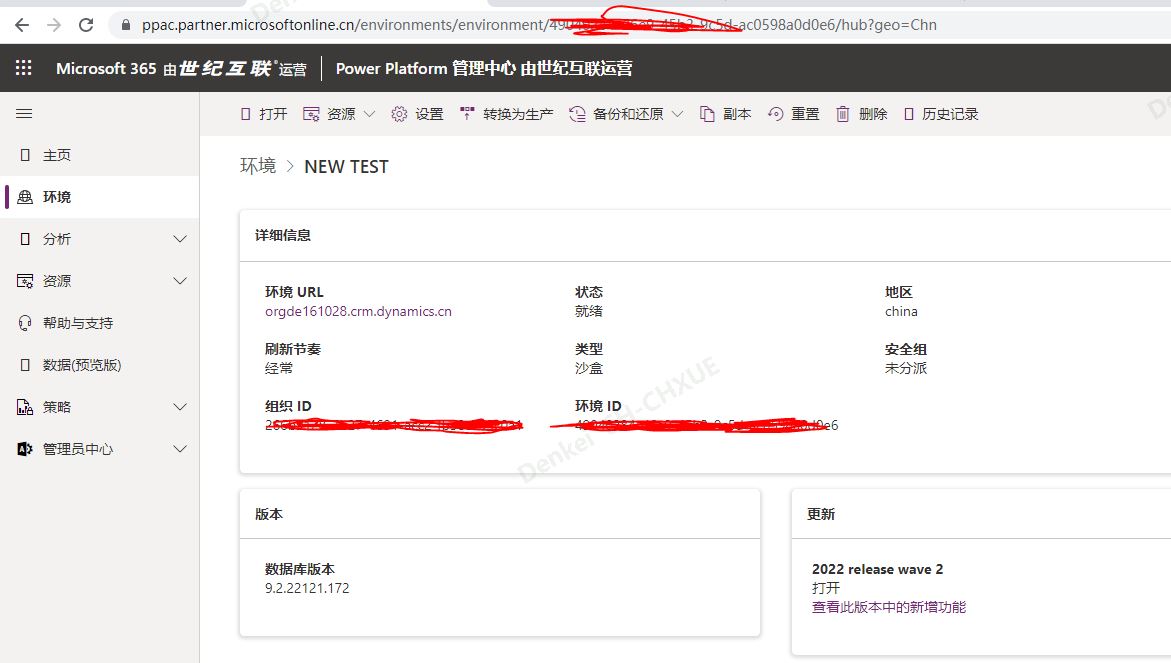 ppac.partner.microsoftonline.cn/environments/environment/ -9c5d-ac0598a0d0e6/hub?geo=Chn
Microsoft 365 由世纪互联运营
Power Platform 管理中心 由世纪互联运营
打开 资源 设置 转换为生产 备份和还原 副本 重置 删除 历史记录
主页
环境
分析
资源
帮助与支持
数据(预览版)
策略
管理员中心
环境 > NEW TEST
详细信息
环境 URL
orgde161028.crm.dynamics.cn
状态
就绪
地区
china
刷新节奏
经常
类型
沙盒
安全组
未分派
组织 ID
环境 ID
版本
数据库版本
9.2.22121.172
更新
2022 release wave 2
打开
查看此版本中的新增功能